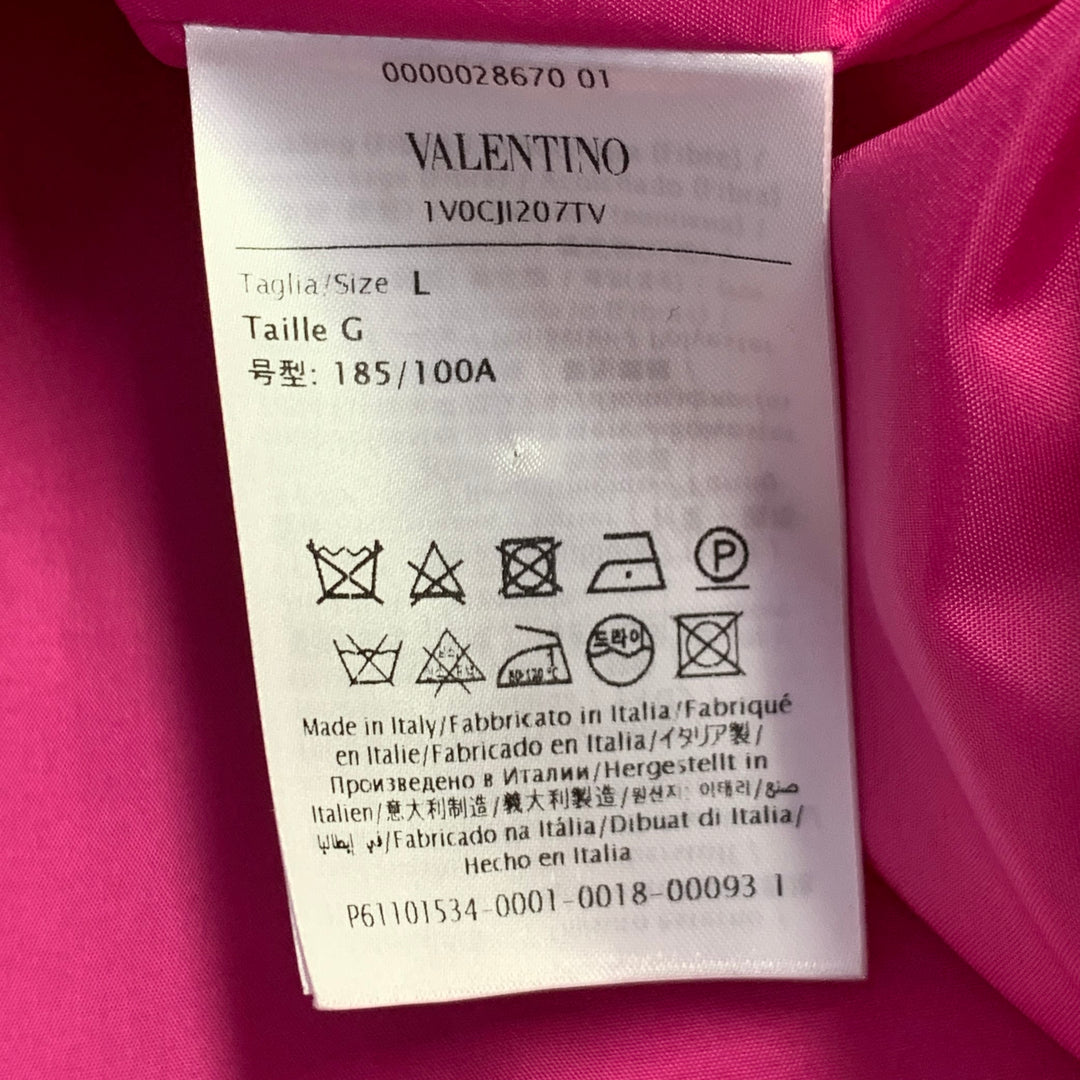 0000028670 01
VALENTINO
1V0CJI207TV
Taglia/Size L
Taille G
号型: 185/100A
P
드라이
Made in Italy/Fabbricato in Italia/Fabriqué
en Italie/Fabricado en Italia/イタリア製/
Произведено в Италии/Hergestellt in
Italien/意大利制造/義大利製造/원산지: 이태리/صنع
في إيطاليا/Fabricado na Itália/Dibuat di Italia/
Hecho en Italia
P61101534-0001-0018-00093 1